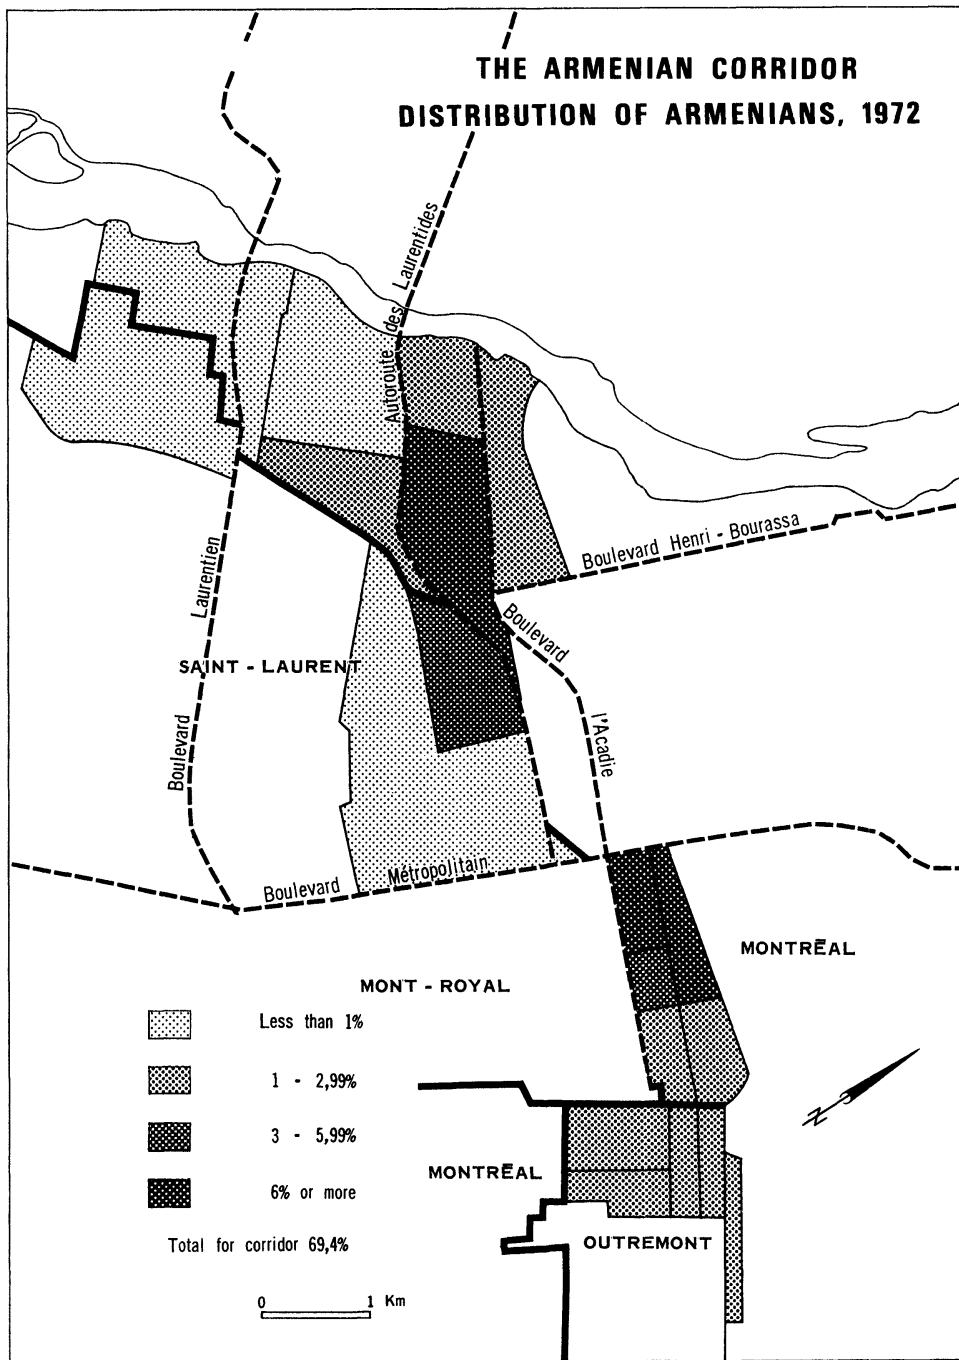 THE ARMENIAN CORRIDOR
DISTRIBUTION OF ARMENIANS, 1972
Autoroute des Laurentides
Boulevard Henri - Bourassa
Boulevard Laurentien
Boulevard l'Acadie
SAINT - LAURENT
Boulevard Métropolitain
MONTRĒAL
MONT - ROYAL
Less than 1%
1 - 2,99%
3 - 5,99%
6% or more
Total for corridor 69,4%
0 1 Km
N
MONTRĒAL
OUTREMONT